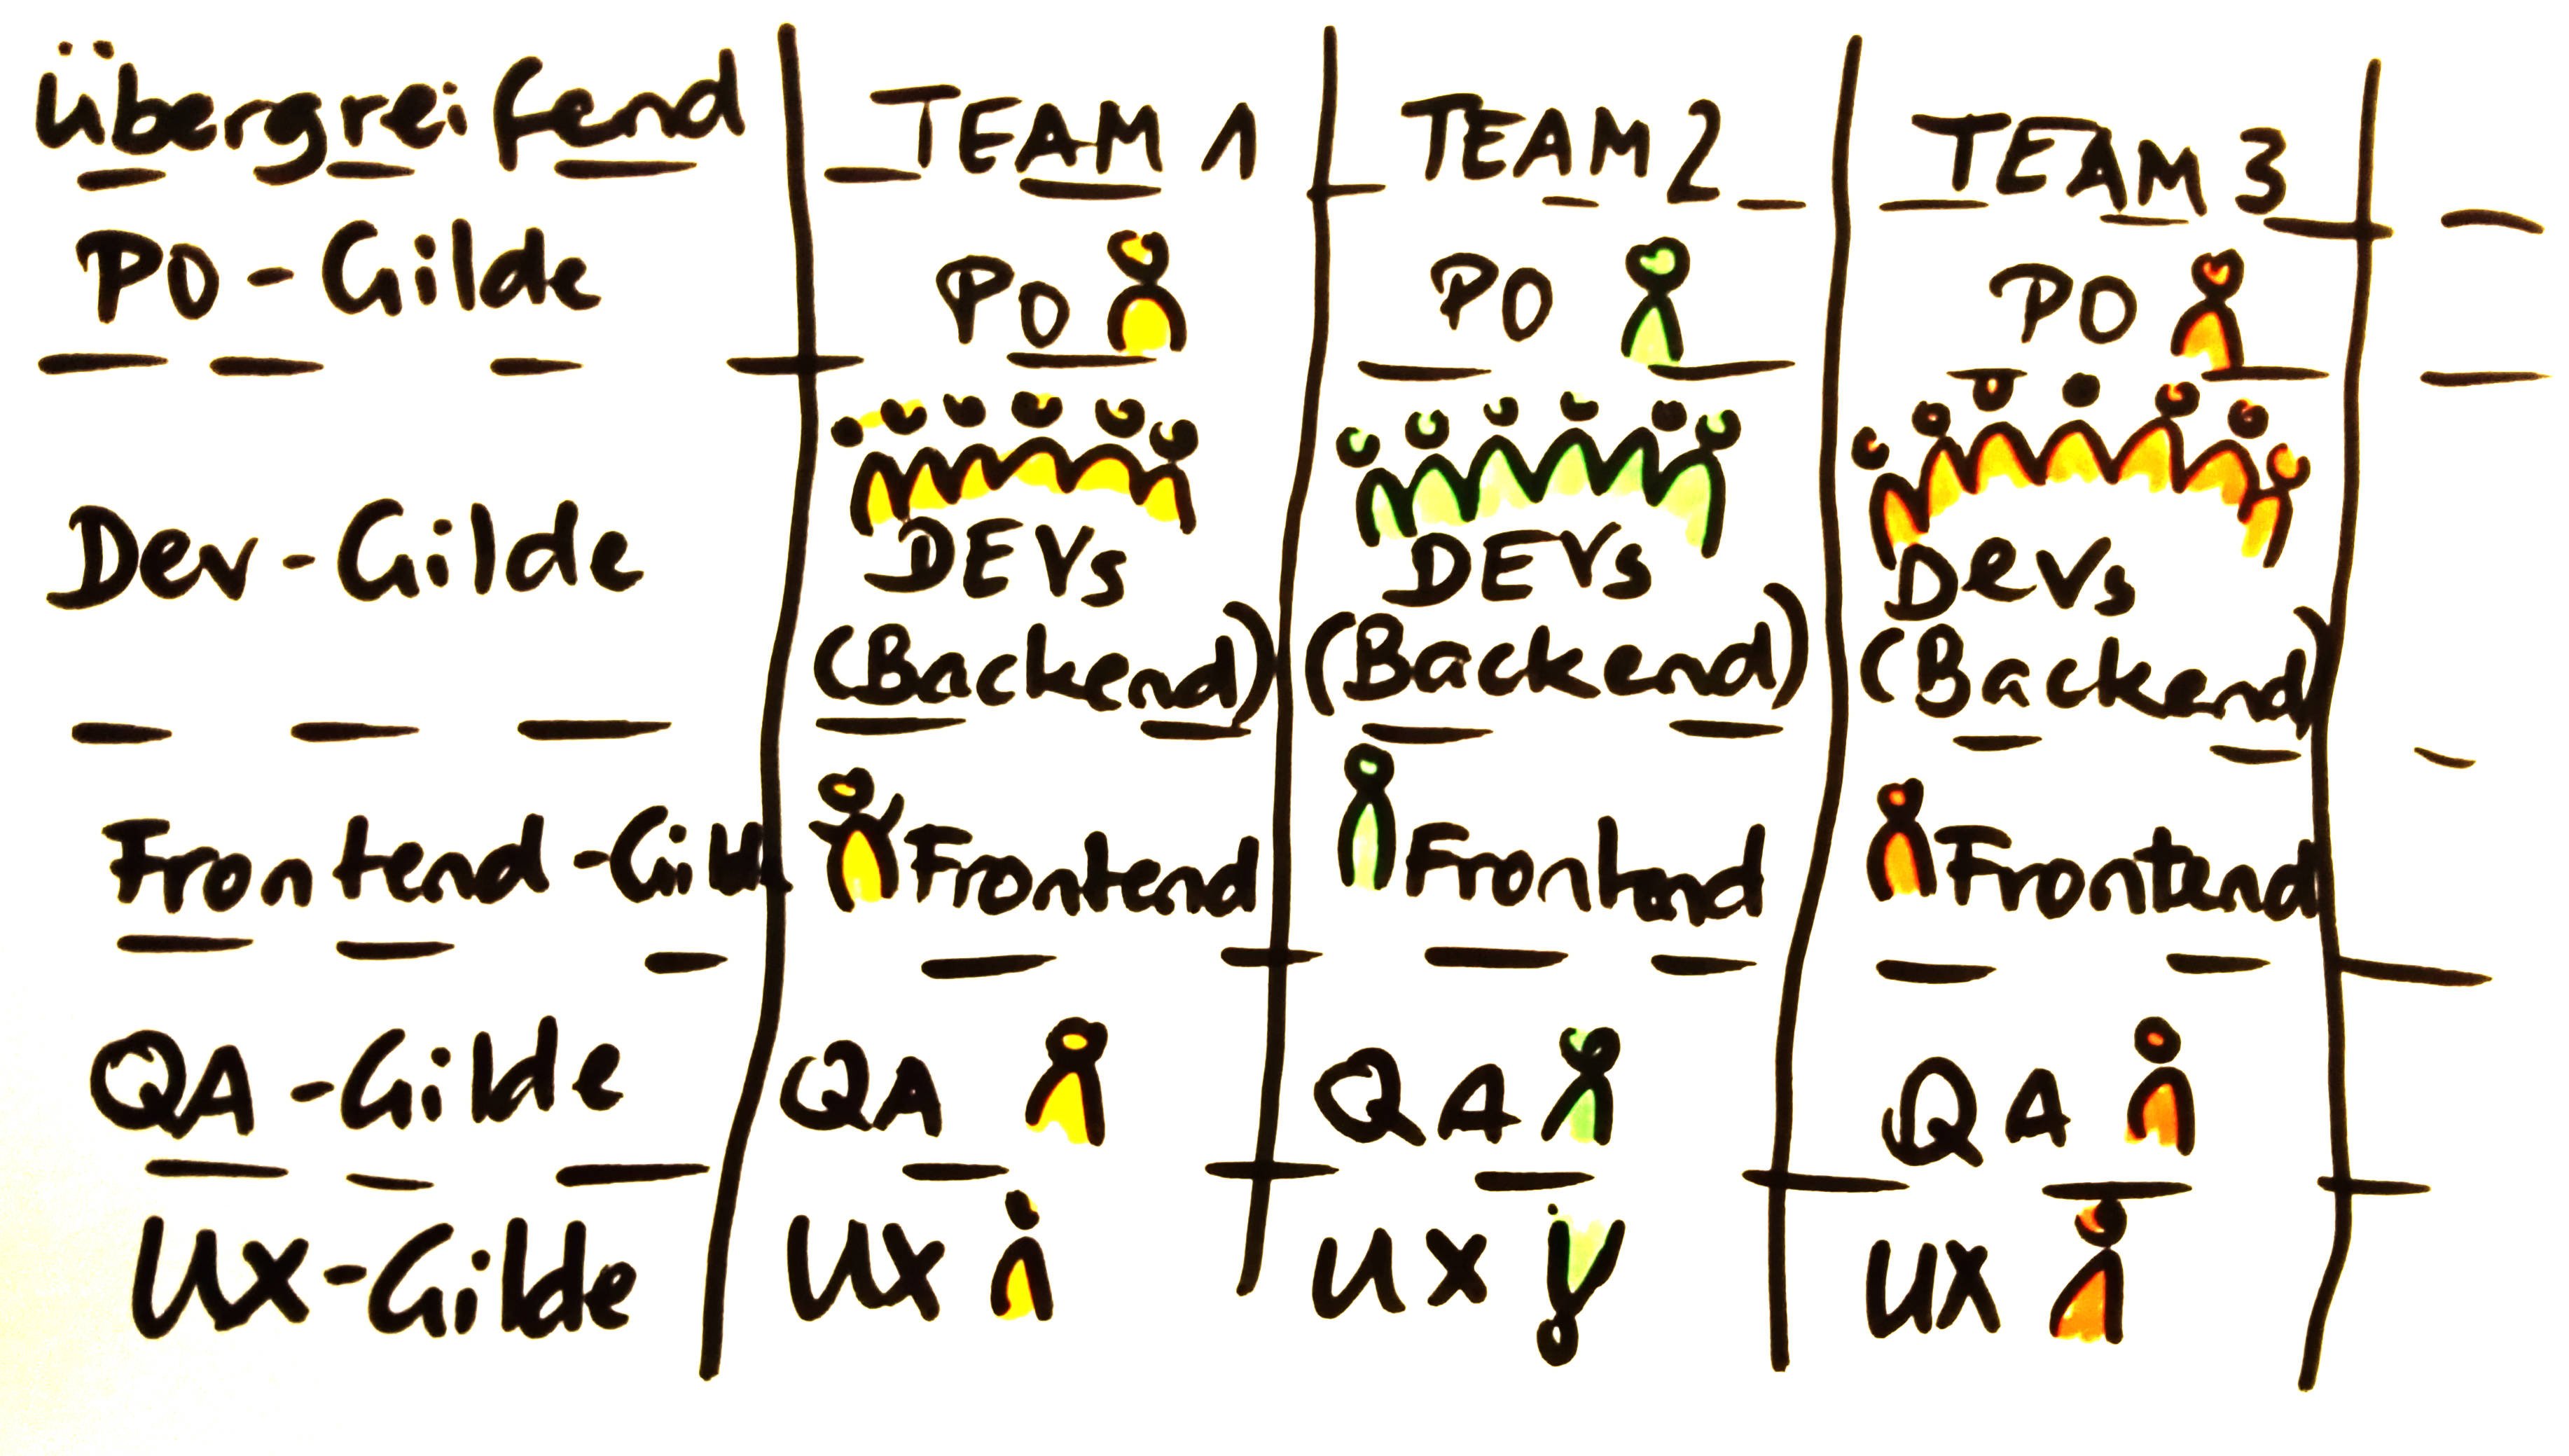 übergreifend TEAM 1 TEAM 2 TEAM 3
PO-Gilde PO PO PO
Dev-Gilde DEVs DEVs Devs
(Backend) (Backend) (Backend)
Frontend-Gild Frontend Frontend Frontend
QA-Gilde QA QA QA
UX-Gilde UX UX UX